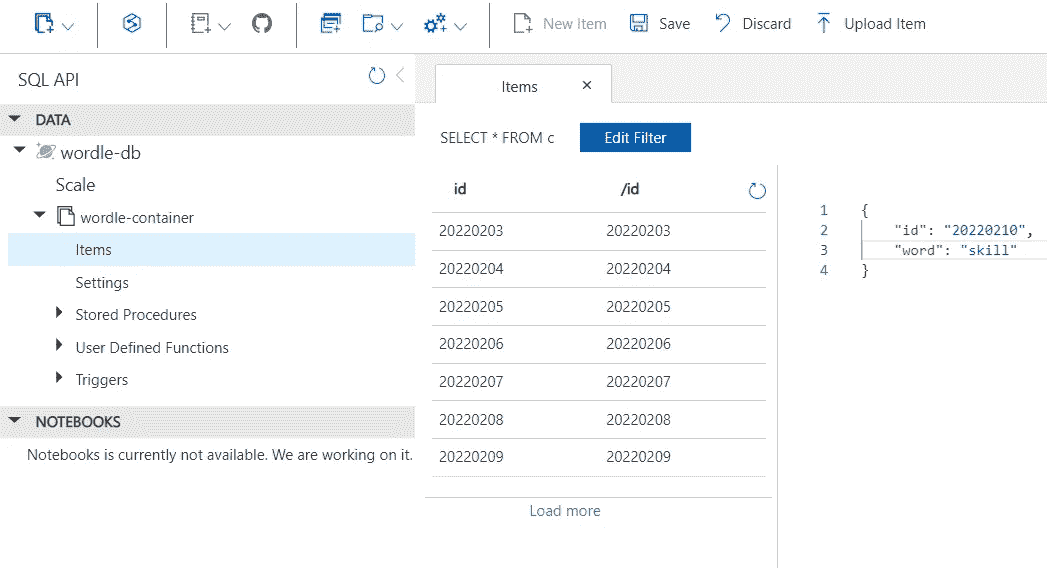 New Item Save Discard Upload Item
SQL API
DATA
wordle-db
Scale
wordle-container
Items
Settings
Stored Procedures
User Defined Functions
Triggers
NOTEBOOKS
Notebooks is currently not available. We are working on it.
Items
SELECT * FROM c Edit Filter
id /id
20220203 20220203
20220204 20220204
20220205 20220205
20220206 20220206
20220207 20220207
20220208 20220208
20220209 20220209
Load more
1 {
2 "id": "20220210",
3 "word": "skill"
4 }